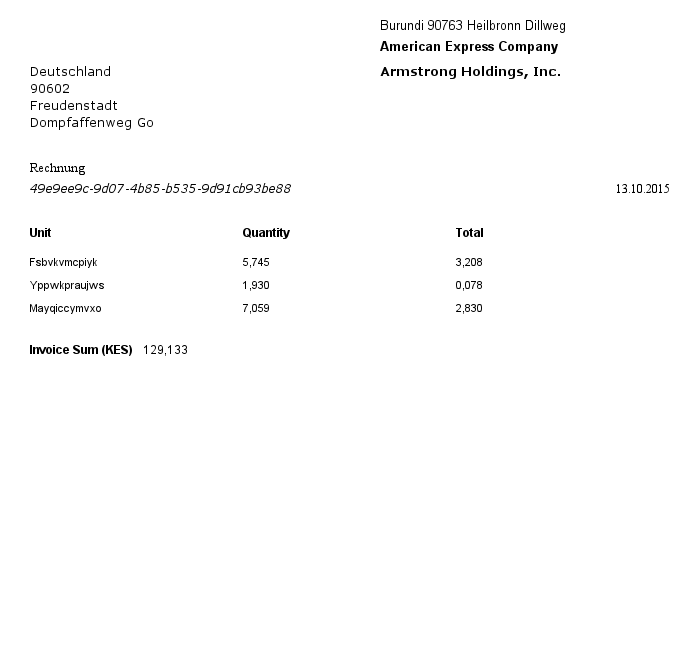 Burundi 90763 Heilbronn Dillweg
American Express Company
Armstrong Holdings, Inc.
Deutschland
90602
Freudenstadt
Dompfaffenweg Go
Rechnung
49e9ee9c-9d07-4b85-b535-9d91cb93be88 13.10.2015
Unit Quantity Total
Fsbvkvmcpiyk 5,745 3,208
Yppwkpraujws 1,930 0,078
Mayqiccymvxo 7,059 2,830
Invoice Sum (KES) 129,133